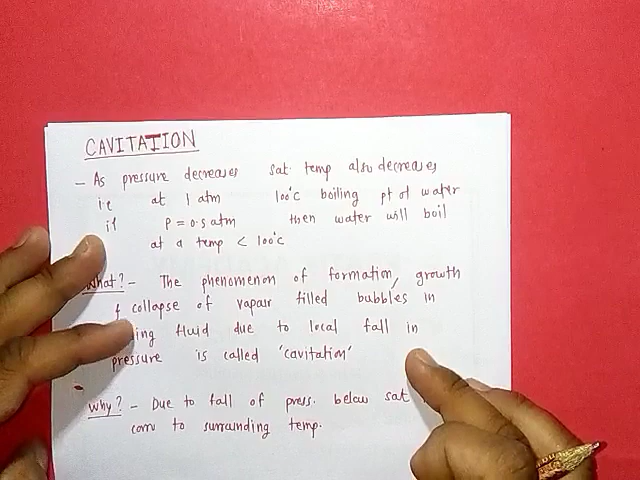 CAVITATION
- As pressure decreases sat. temp also decreases
i.e at 1 atm 100°C boiling pt of water
if P = 0.5 atm then water will boil
at a temp < 100°C
What? - The phenomenon of formation, growth
& collapse of vapour filled bubbles in
fluid due to local fall in
pressure is called 'cavitation'
Why? - Due to fall of press. below sat
corr to surrounding temp.